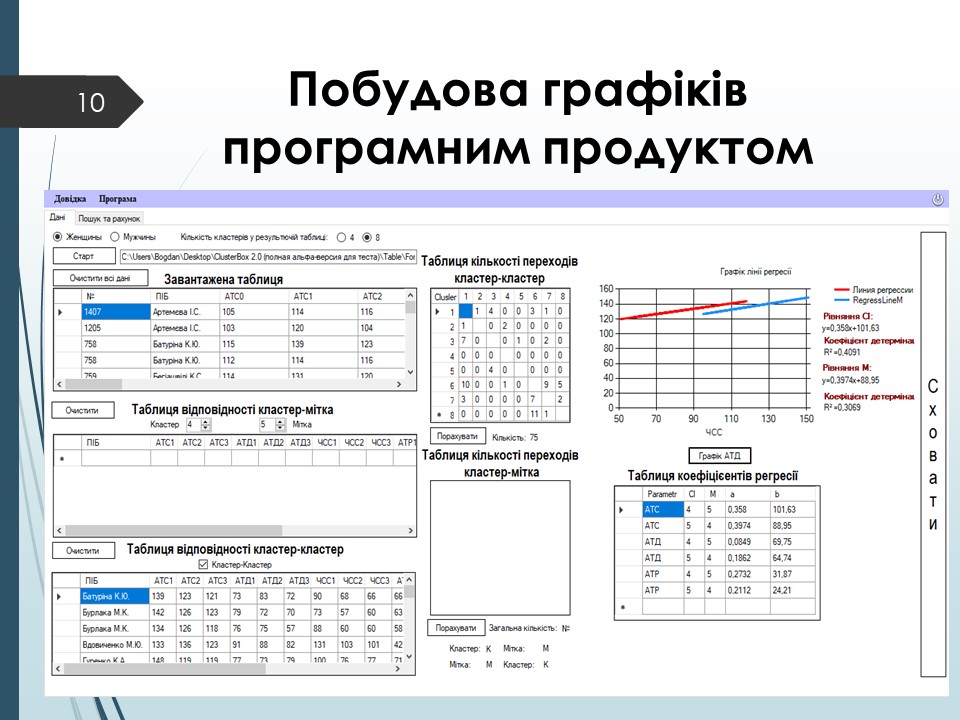 10
Побудова графіків
програмним продуктом
Довідка Програма
Дані Пошук та рахунок
Женщины Мужчины Кількість кластерів у результуючій таблиці: 4 8
Старт C:\Users\Bogdan\Desktop\ClusterBox 2.0 (полная альфа-версия для теста)\Table\For
Очистити всі дані Завантажена таблиця
№ ПІБ АТС0 АТС1 АТС2
1407 Артемєва І.С. 105 114 116
1205 Артемєва І.С. 103 120 104
758 Батуріна К.Ю. 115 139 123
758 Батуріна К.Ю. 112 114 116
759 Бегіашвілі К.С. 114 131 120
Очистити Таблиця відповідності кластер-мітка
Кластер 4 5 Мітка
ПІБ АТС1 АТС2 АТС3 АТД1 АТД2 АТД3 ЧСС1 ЧСС2 ЧСС3 АТР1
Очистити Таблиця відповідності кластер-кластер
Кластер-Кластер
ПІБ АТС1 АТС2 АТС3 АТД1 АТД2 АТД3 ЧСС1 ЧСС2 ЧСС3
Батуріна К.Ю. 139 123 121 73 83 72 90 68 66 66
Бурлака М.К. 142 126 123 79 72 70 73 57 60 63
Бурлака М.К. 134 126 118 76 75 57 88 60 60 58
Вдовиченко М.Ю. 133 136 123 91 88 82 131 103 101 42
Гуренко К.А. 148 119 119 77 73 79 100 76 77 71
Таблиця кількості переходів
кластер-кластер
Clusler 1 2 3 4 5 6 7 8
1 1 4 0 0 3 1 0
2 1 0 2 0 0 0 0
3 7 0 0 1 0 2 0
4 0 0 0 0 0 0 0
5 0 0 4 0 0 0 0
6 10 0 0 1 0 9 5
7 3 0 0 0 0 7 2
8 0 0 0 0 0 11 1
Порахувати Кількість: 75
Таблиця кількості переходів
кластер-мітка
Порахувати Загальна кількість: №
Кластер: К Мітка: М
Мітка: М Кластер: К
Графік лінії регресії
160
140
120
100
80
60
40
20
0
50 70 90 110 130 150
ЧСС
Линия регрессии
RegressLineM
Рівняння Cl:
y=0,358x+101,63
Коефіцієнт детермінац
R² =0,4091
Рівняння М:
y=0,3974x+88,95
Коефіцієнт детермінац
R² =0,3069
Графік АТД
Таблиця коефіцієнтів регресії
Parametr Cl M a b
АТС 4 5 0,358 101,63
АТС 5 4 0,3974 88,95
АТД 4 5 0,0849 69,75
АТД 5 4 0,1862 64,74
АТР 4 5 0,2732 31,87
АТР 5 4 0,2112 24,21
С
х
о
в
а
т
и